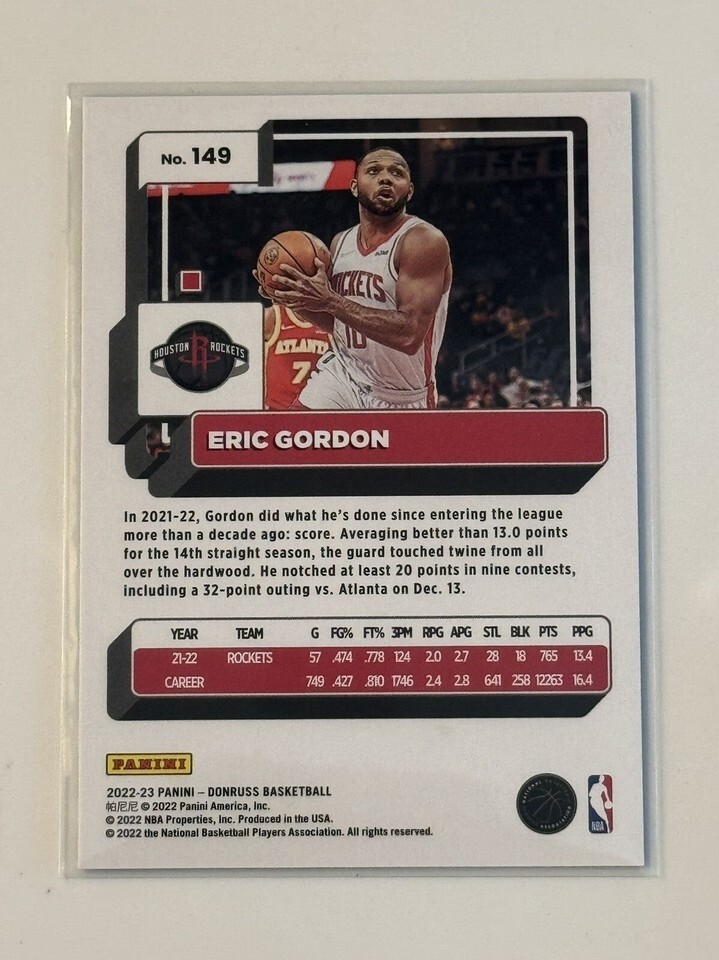 No. 149
ROCKETS
10
ATLANTA
7
HOUSTON R ROCKETS
ERIC GORDON
In 2021-22, Gordon did what he's done since entering the league
more than a decade ago: score. Averaging better than 13.0 points
for the 14th straight season, the guard touched twine from all
over the hardwood. He notched at least 20 points in nine contests,
including a 32-point outing vs. Atlanta on Dec. 13.
YEAR TEAM G FG% FT% 3PM RPG APG STL BLK PTS PPG
21-22 ROCKETS 57 .474 .778 124 2.0 2.7 28 18 765 13.4
CAREER 749 .427 .810 1746 2.4 2.8 641 258 12263 16.4
PANINI
2022-23 PANINI – DONRUSS BASKETBALL
帕尼尼 © 2022 Panini America, Inc.
© 2022 NBA Properties, Inc. Produced in the USA.
© 2022 the National Basketball Players Association. All rights reserved.
NBA